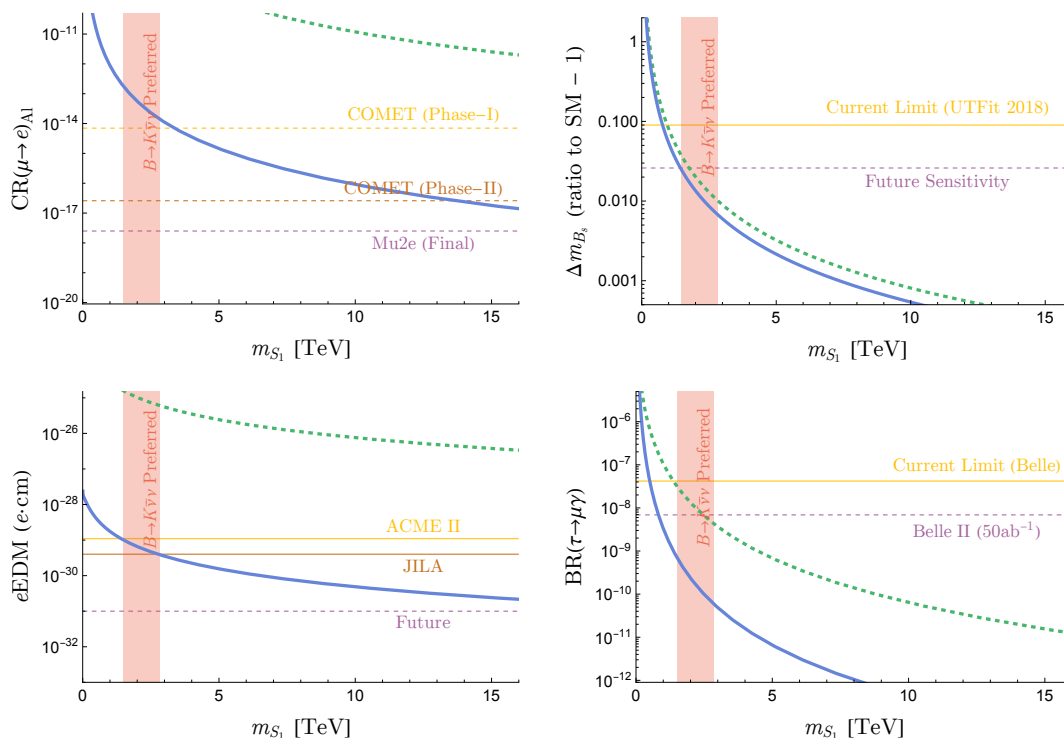 10⁻¹¹
10⁻¹⁴
10⁻¹⁷
10⁻²⁰
CR(μ→ e)Al
B→Kν̄ν Preferred
COMET (Phase–I)
COMET (Phase–II)
Mu2e (Final)
0 5 10 15
mS₁ [TeV]
1
0.100
0.010
0.001
ΔmBₛ (ratio to SM − 1)
B→Kν̄ν Preferred
Current Limit (UTFit 2018)
Future Sensitivity
0 5 10 15
mS₁ [TeV]
10⁻²⁶
10⁻²⁸
10⁻³⁰
10⁻³²
eEDM (e·cm)
B→Kν̄ν Preferred
ACME II
JILA
Future
0 5 10 15
mS₁ [TeV]
10⁻⁶
10⁻⁷
10⁻⁸
10⁻⁹
10⁻¹⁰
10⁻¹¹
10⁻¹²
BR(τ→μγ)
B→Kν̄ν Preferred
Current Limit (Belle)
Belle II (50ab⁻¹)
0 5 10 15
mS₁ [TeV]